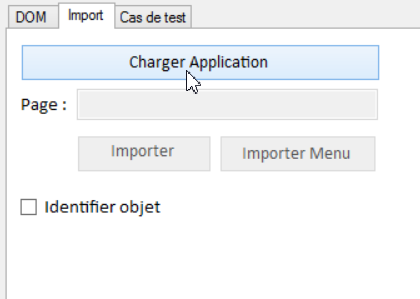 DOM Import Cas de test
Charger Application
Page :
Importer Importer Menu
Identifier objet